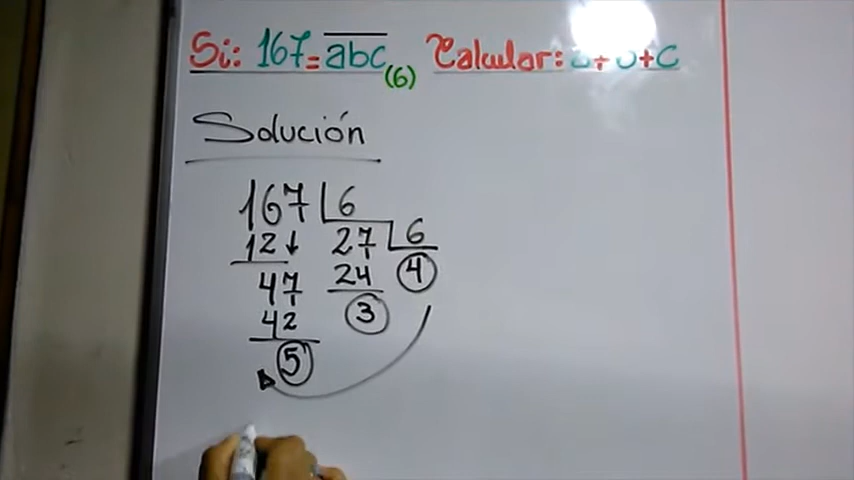 Si: 167 = abc(6) Calcular: +b+c
Solución
167 6
12 27 6
47 24 4
42 3
5